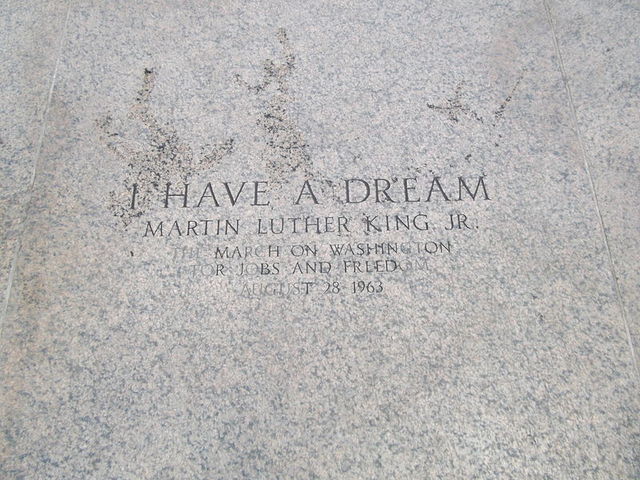 I HAVE A DREAM
MARTIN LUTHER KING, JR.
THE MARCH ON WASHINGTON
FOR JOBS AND FREEDOM
AUGUST 28, 1963